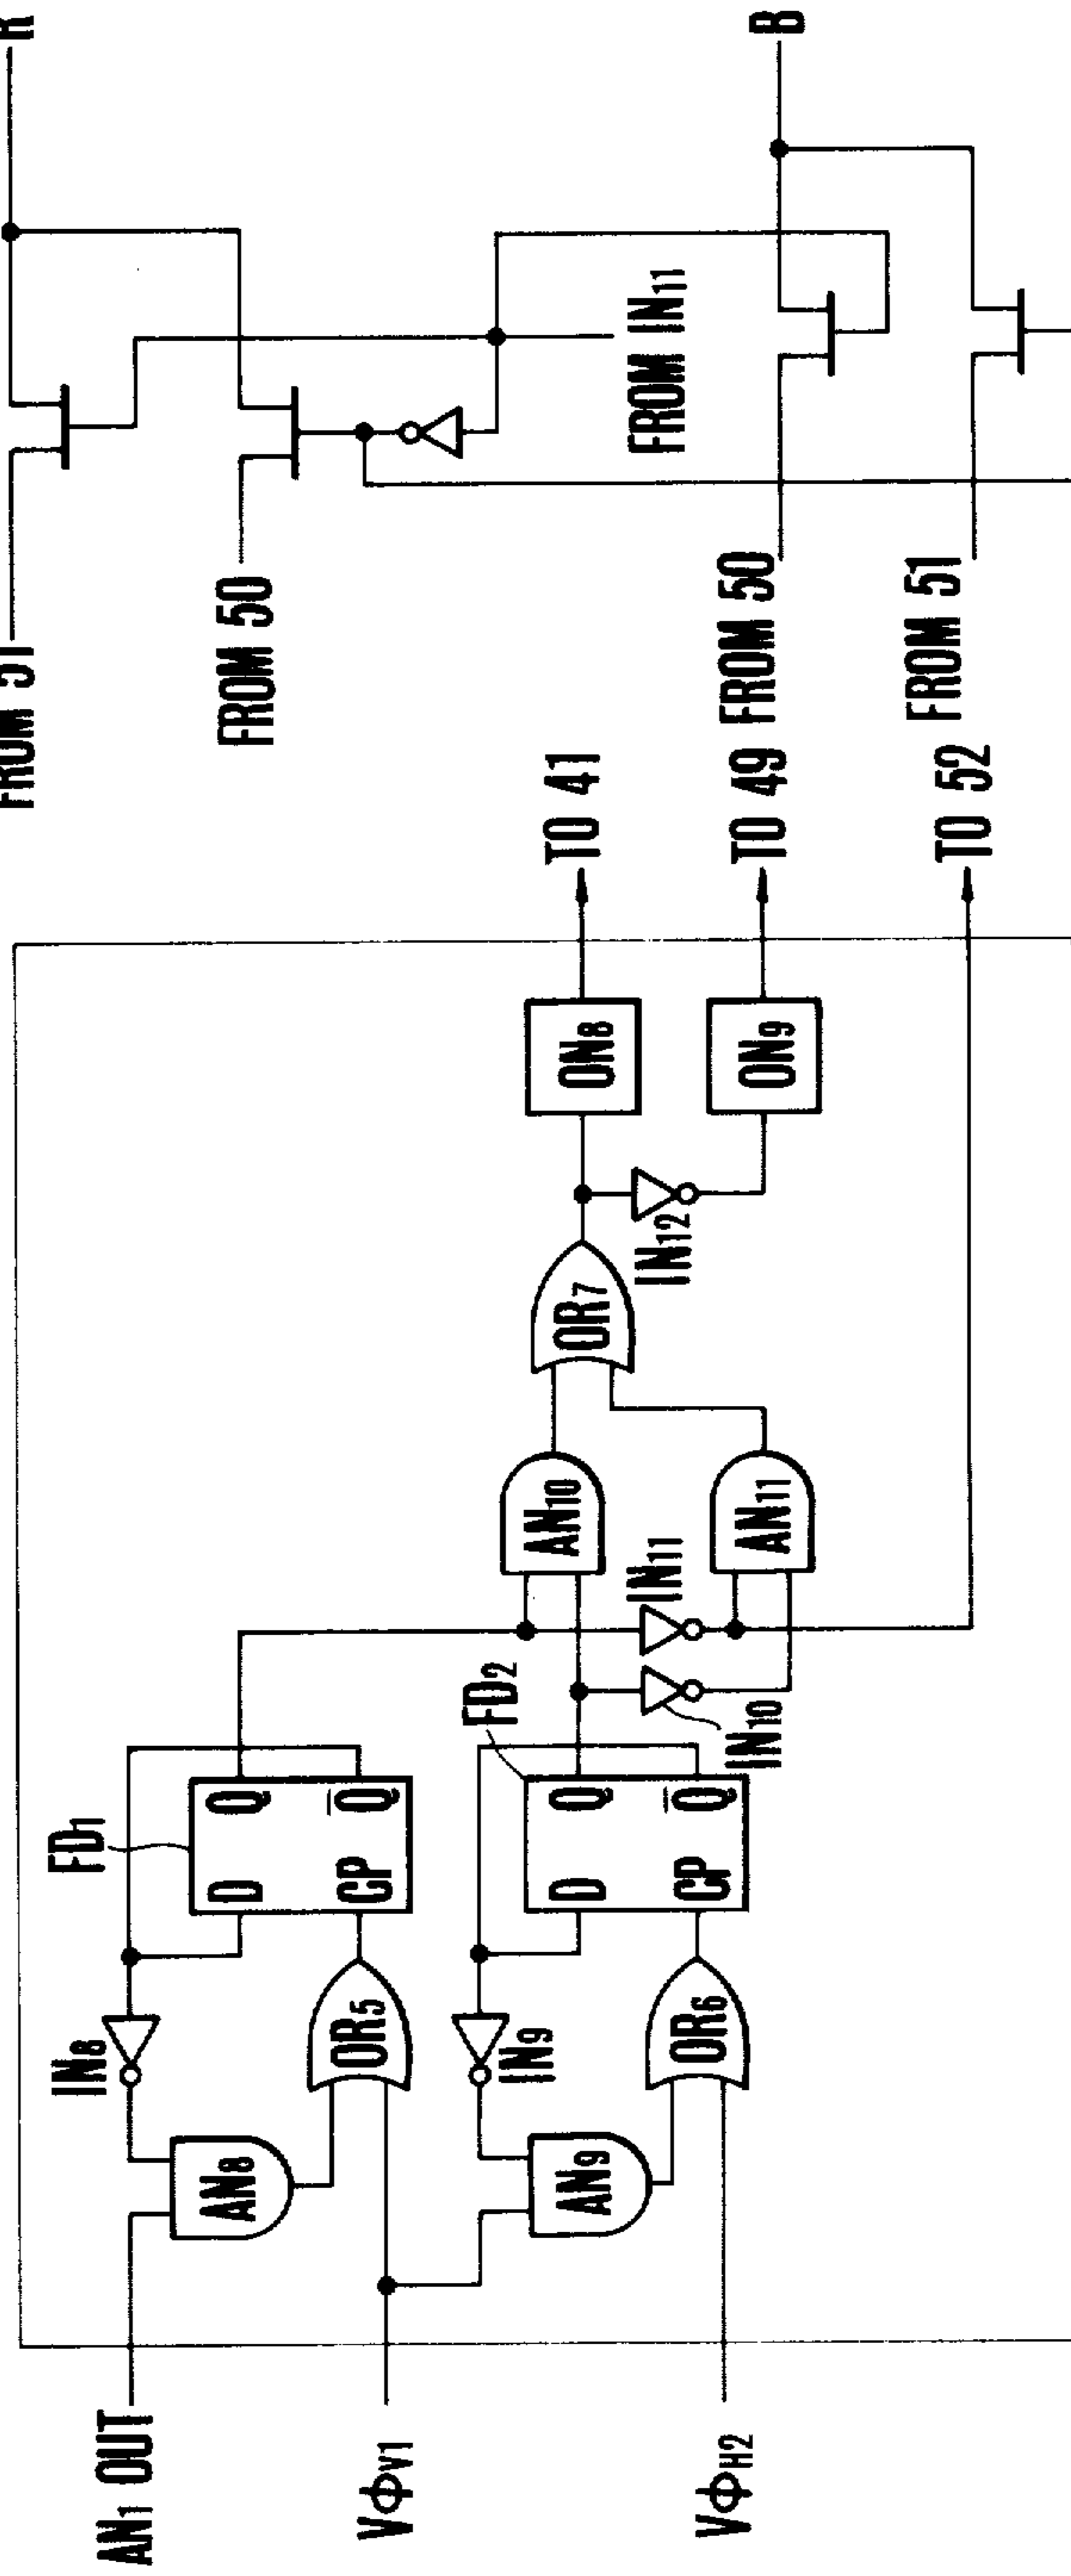 AN1 OUT
VΦV1
VΦH2
IN8
AN8
OR5
FD1
D
Q
CP
Q̅
IN9
AN9
OR6
FD2
D
Q
CP
Q̅
IN10
IN11
AN10
AN11
OR7
IN12
ON8
ON9
TO 41
TO 49
TO 52
FROM 51
FROM 50
FROM 50
FROM 51
FROM IN11
R
B